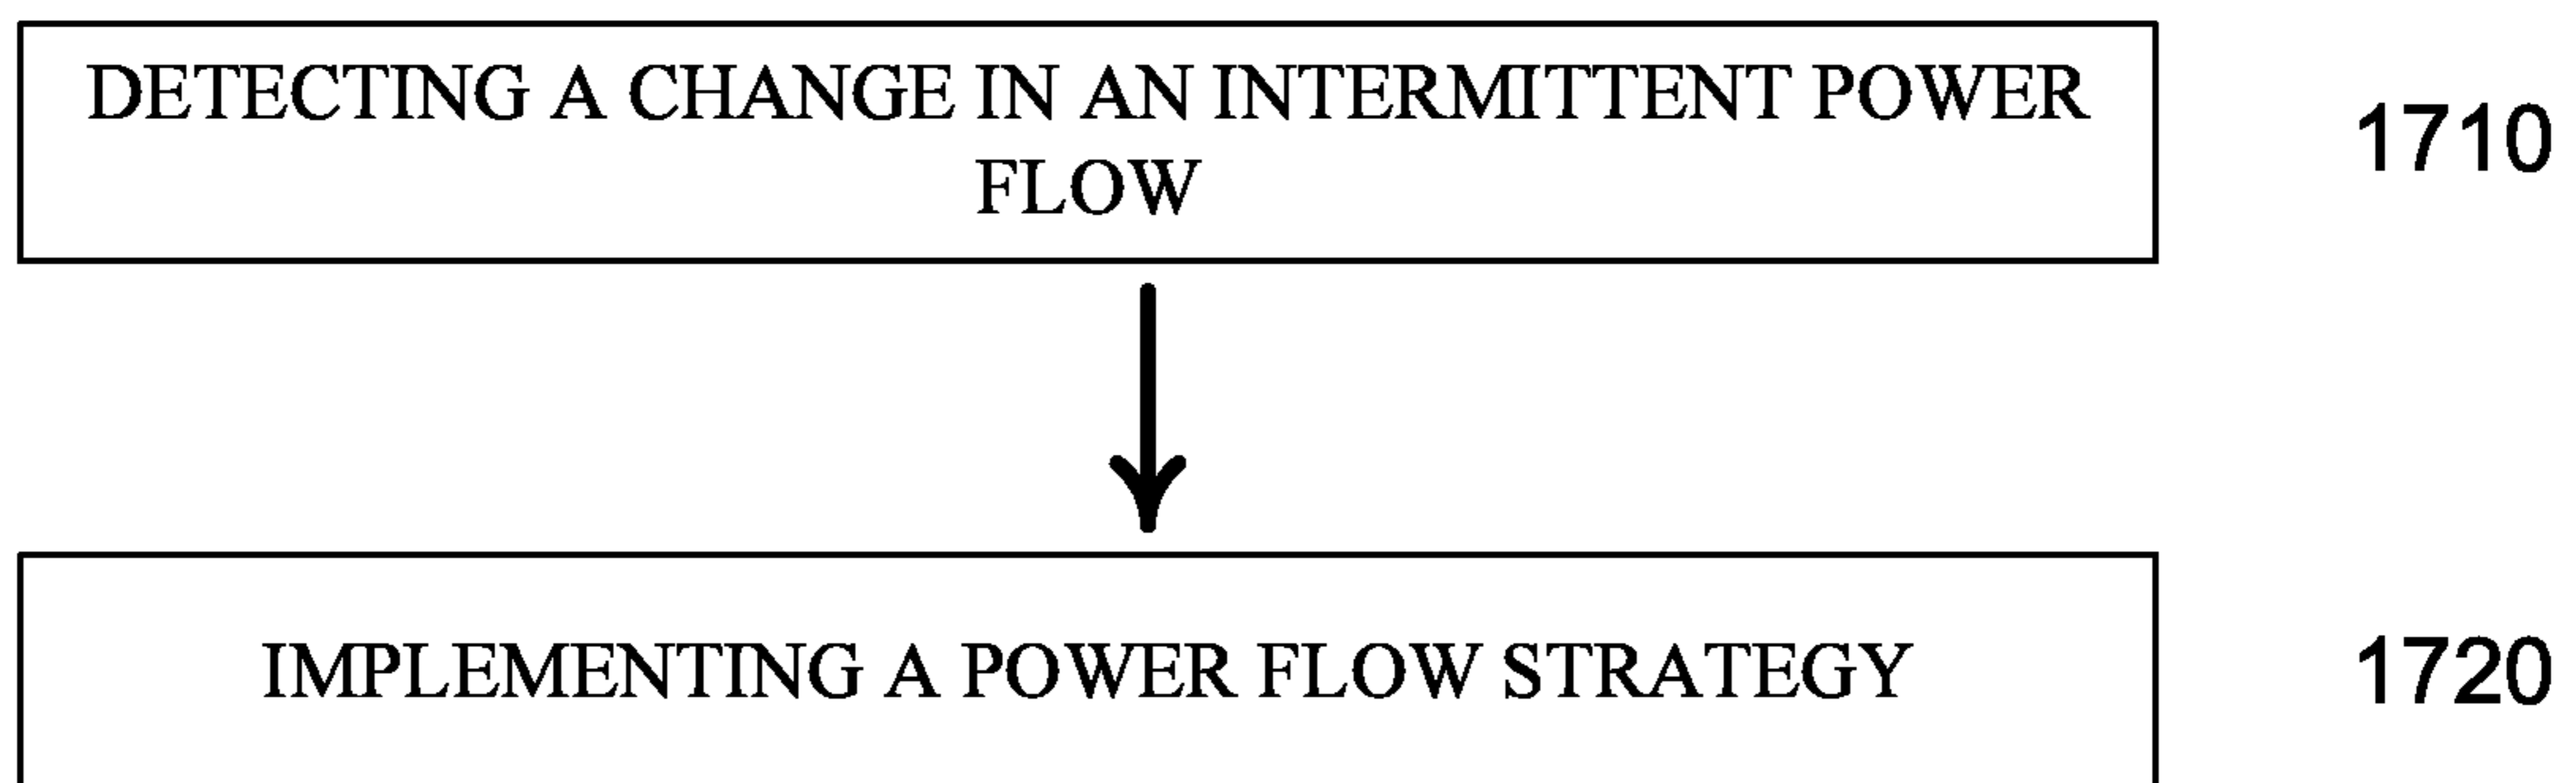 DETECTING A CHANGE IN AN INTERMITTENT POWER
FLOW
1710
IMPLEMENTING A POWER FLOW STRATEGY
1720